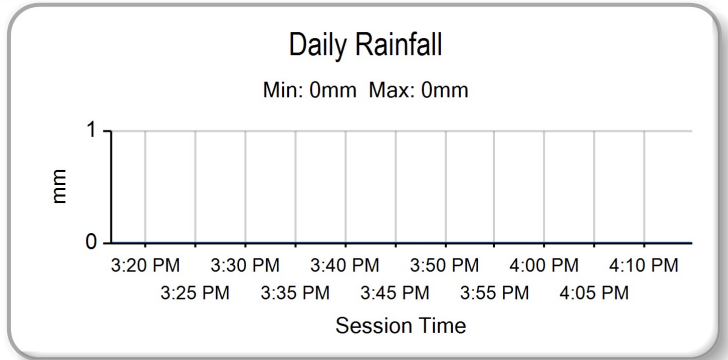 Daily Rainfall
Min: 0mm  Max: 0mm
1
mm
0
3:20 PM 3:30 PM 3:40 PM 3:50 PM 4:00 PM 4:10 PM
3:25 PM 3:35 PM 3:45 PM 3:55 PM 4:05 PM
Session Time